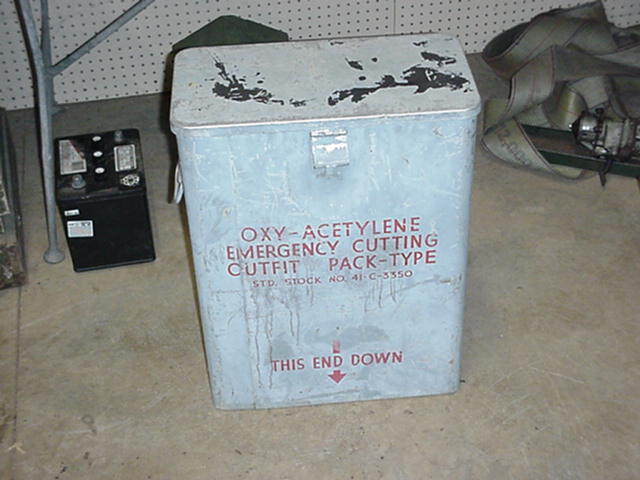 OXY-ACETYLENE
EMERGENCY CUTTING
OUTFIT PACK-TYPE
STD. STOCK NO. 41-C-3350
THIS END DOWN